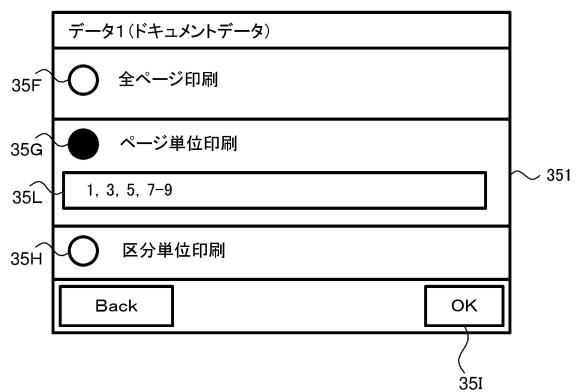 データ1(ドキュメントデータ)
35F
全ページ印刷
35G
ページ単位印刷
351
35L
1, 3, 5, 7-9
35H
区分単位印刷
Back
OK
35I